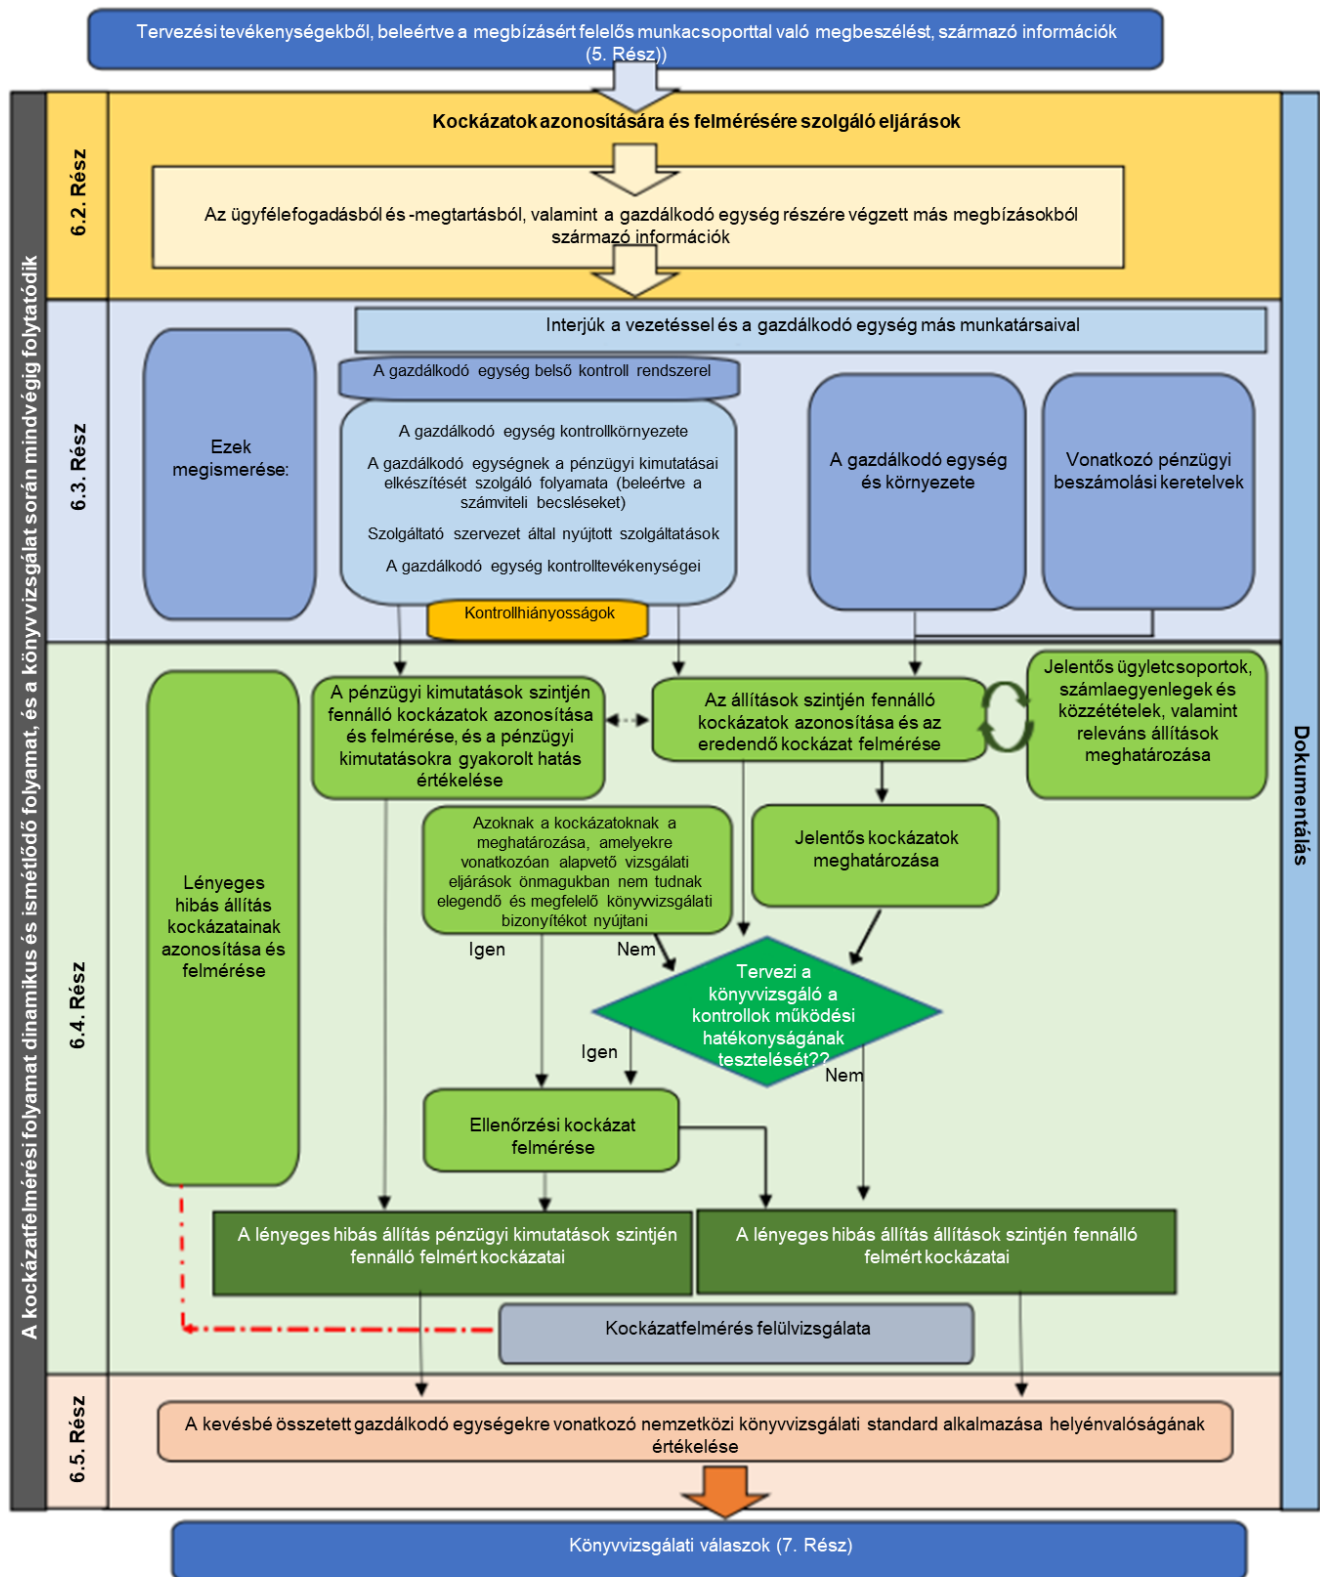 Tervezési tevékenységekből, beleértve a megbízásért felelős munkacsoporttal való megbeszélést, származó információk
(5. Rész))
A kockázatfelmérési folyamat dinamikus és ismétlődő folyamat, és a könyvvizsgálat során mindvégig folytatódik
Dokumentálás
6.2. Rész
Kockázatok azonosítására és felmérésére szolgáló eljárások
Az ügyfélefogadásból és -megtartásból, valamint a gazdálkodó egység részére végzett más megbízásokból
származó információk
6.3. Rész
Interjúk a vezetéssel és a gazdálkodó egység más munkatársaival
Ezek
megismerése:
A gazdálkodó egység belső kontroll rendszerel
A gazdálkodó egység kontrollkörnyezete
A gazdálkodó egységnek a pénzügyi kimutatásai
elkészítését szolgáló folyamata (beleértve a
számviteli becsléseket)
Szolgáltató szervezet által nyújtott szolgáltatások
A gazdálkodó egység kontrolltevékenységei
Kontrollhiányosságok
A gazdálkodó egység
és környezete
Vonatkozó pénzügyi
beszámolási keretelvek
6.4. Rész
Lényeges
hibás állítás
kockázatainak
azonosítása és
felmérése
A pénzügyi kimutatások szintjén
fennálló kockázatok azonosítása
és felmérése, és a pénzügyi
kimutatásokra gyakorolt hatás
értékelése
Az állítások szintjén fennálló
kockázatok azonosítása és az
eredendő kockázat felmérése
Jelentős ügyletcsoportok,
számlaegyenlegek és
közzétételek, valamint
releváns állítások
meghatározása
Azoknak a kockázatoknak a
meghatározása, amelyekre
vonatkozóan alapvető vizsgálati
eljárások önmagukban nem tudnak
elegendő és megfelelő könyvvizsgálati
bizonyítékot nyújtani
Jelentős kockázatok
meghatározása
Igen
Nem
Tervezi a
könyvvizsgáló a
kontrollok működési
hatékonyságának
tesztelését??
Igen
Nem
Ellenőrzési kockázat
felmérése
A lényeges hibás állítás pénzügyi kimutatások szintjén
fennálló felmért kockázatai
A lényeges hibás állítás állítások szintjén fennálló
felmért kockázatai
Kockázatfelmérés felülvizsgálata
6.5. Rész
A kevésbé összetett gazdálkodó egységekre vonatkozó nemzetközi könyvvizsgálati standard alkalmazása helyénvalóságának
értékelése
Könyvvizsgálati válaszok (7. Rész)